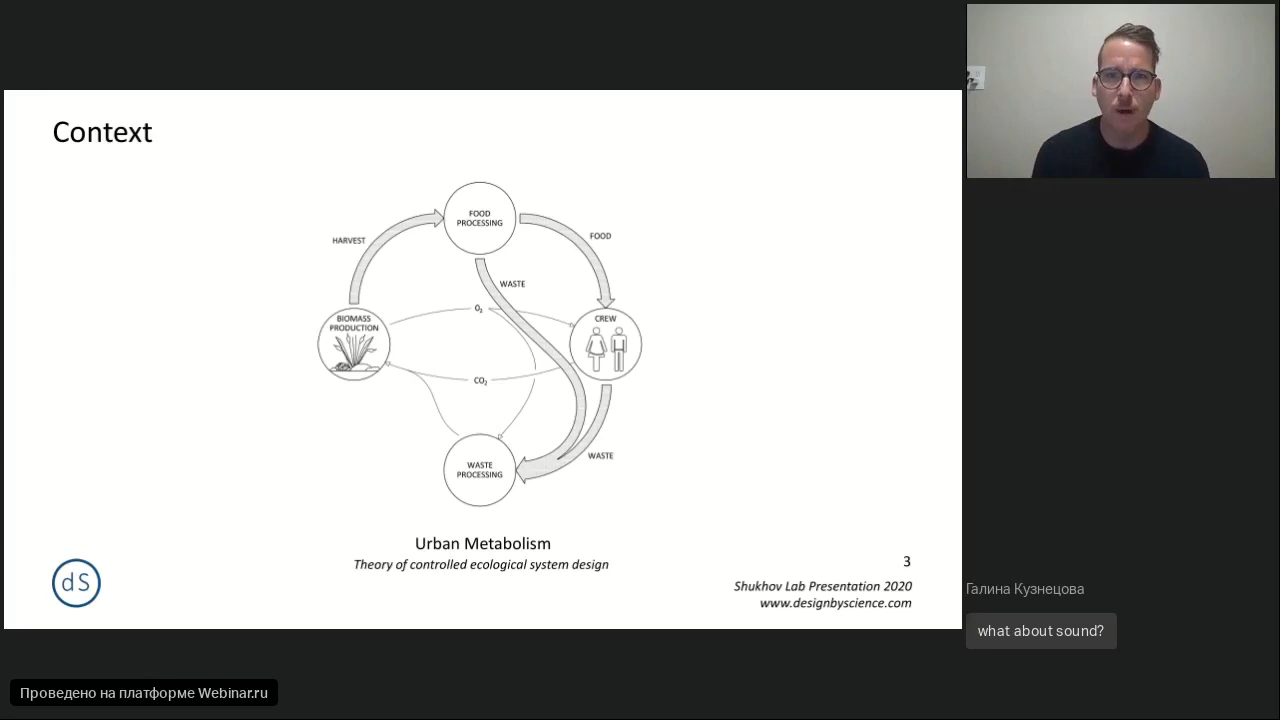 Context
FOOD
PROCESSING
HARVEST
FOOD
WASTE
O₂
BIOMASS
PRODUCTION
CREW
CO₂
WASTE
PROCESSING
WASTE
Urban Metabolism
Theory of controlled ecological system design
dS
3
Shukhov Lab Presentation 2020
www.designbyscience.com
Галина Кузнецова
what about sound?
Проведено на платформе Webinar.ru